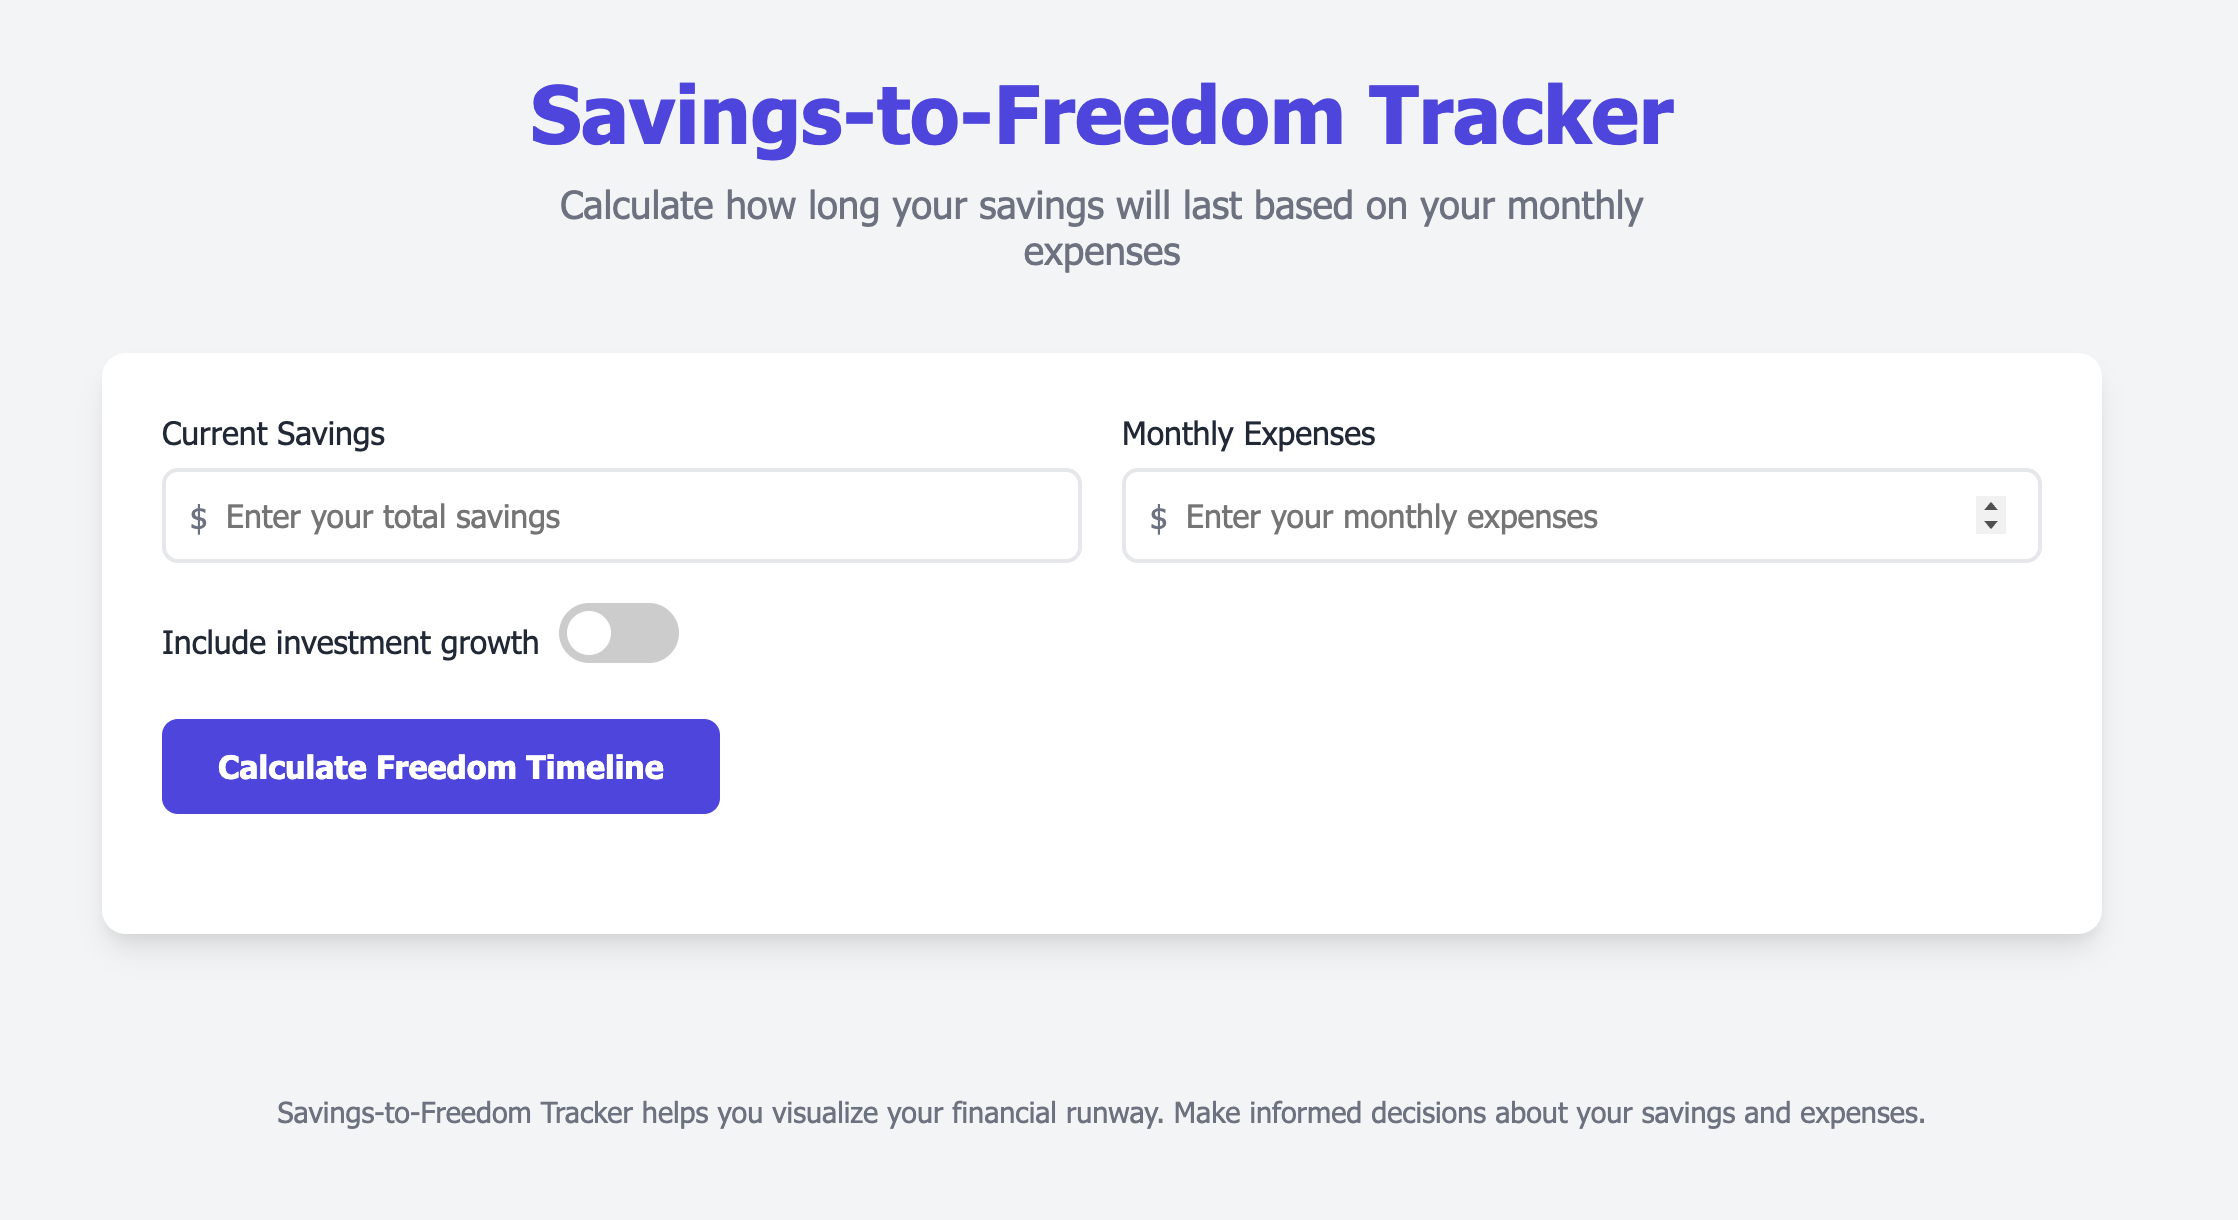 Savings-to-Freedom Tracker
Calculate how long your savings will last based on your monthly
expenses
Current Savings
$ Enter your total savings
Monthly Expenses
$ Enter your monthly expenses
Include investment growth
Calculate Freedom Timeline
Savings-to-Freedom Tracker helps you visualize your financial runway. Make informed decisions about your savings and expenses.